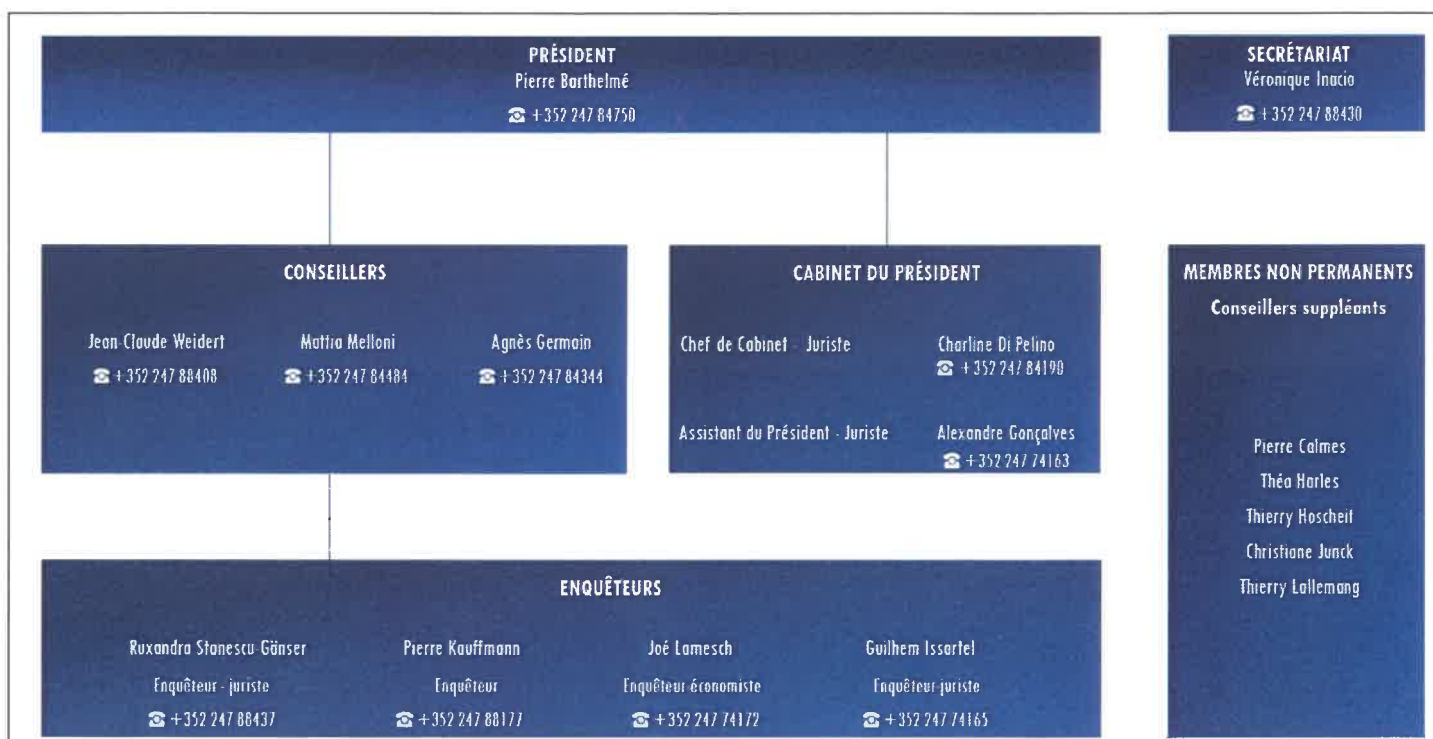 PRÉSIDENT
Pierre Barthelmé
☎ +352 247 84750
SECRÉTARIAT
Véronique Inacio
☎ +352 247 88430
CONSEILLERS
Jean-Claude Weidert
☎ +352 247 88408
Mattia Melloni
☎ +352 247 84484
Agnès Germain
☎ +352 247 84344
CABINET DU PRÉSIDENT
Chef de Cabinet - Juriste
Charline Di Pelino
☎ +352 247 84190
Assistant du Président - Juriste
Alexandre Gonçalves
☎ +352 247 74163
MEMBRES NON PERMANENTS
Conseillers suppléants
Pierre Calmes
Théa Harles
Thierry Hoscheit
Christiane Junck
Thierry Lallemang
ENQUÊTEURS
Ruxandra Stanescu-Gänser
Enquêteur - juriste
☎ +352 247 88437
Pierre Kauffmann
Enquêteur
☎ +352 247 88177
Joé Lamesch
Enquêteur-économiste
☎ +352 247 74172
Guilhem Issartel
Enquêteur-juriste
☎ +352 247 74165